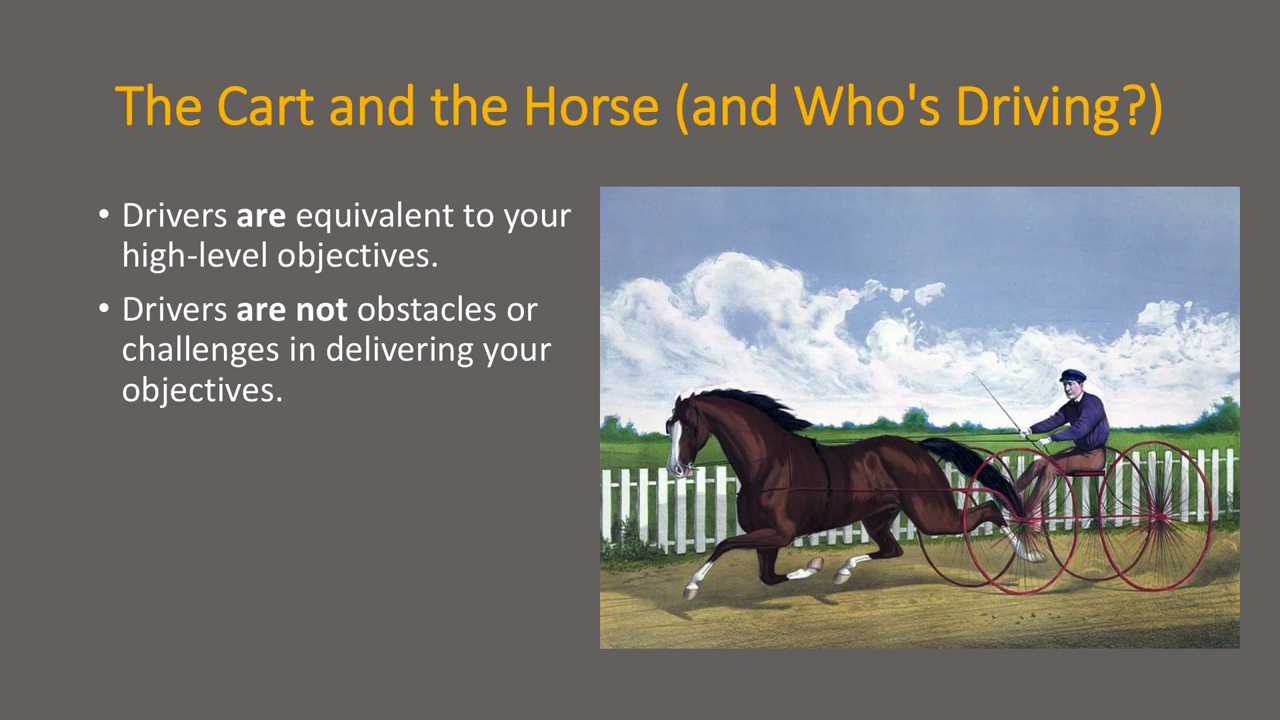 The Cart and the Horse (and Who's Driving?)
• Drivers are equivalent to your
high-level objectives.
• Drivers are not obstacles or
challenges in delivering your
objectives.